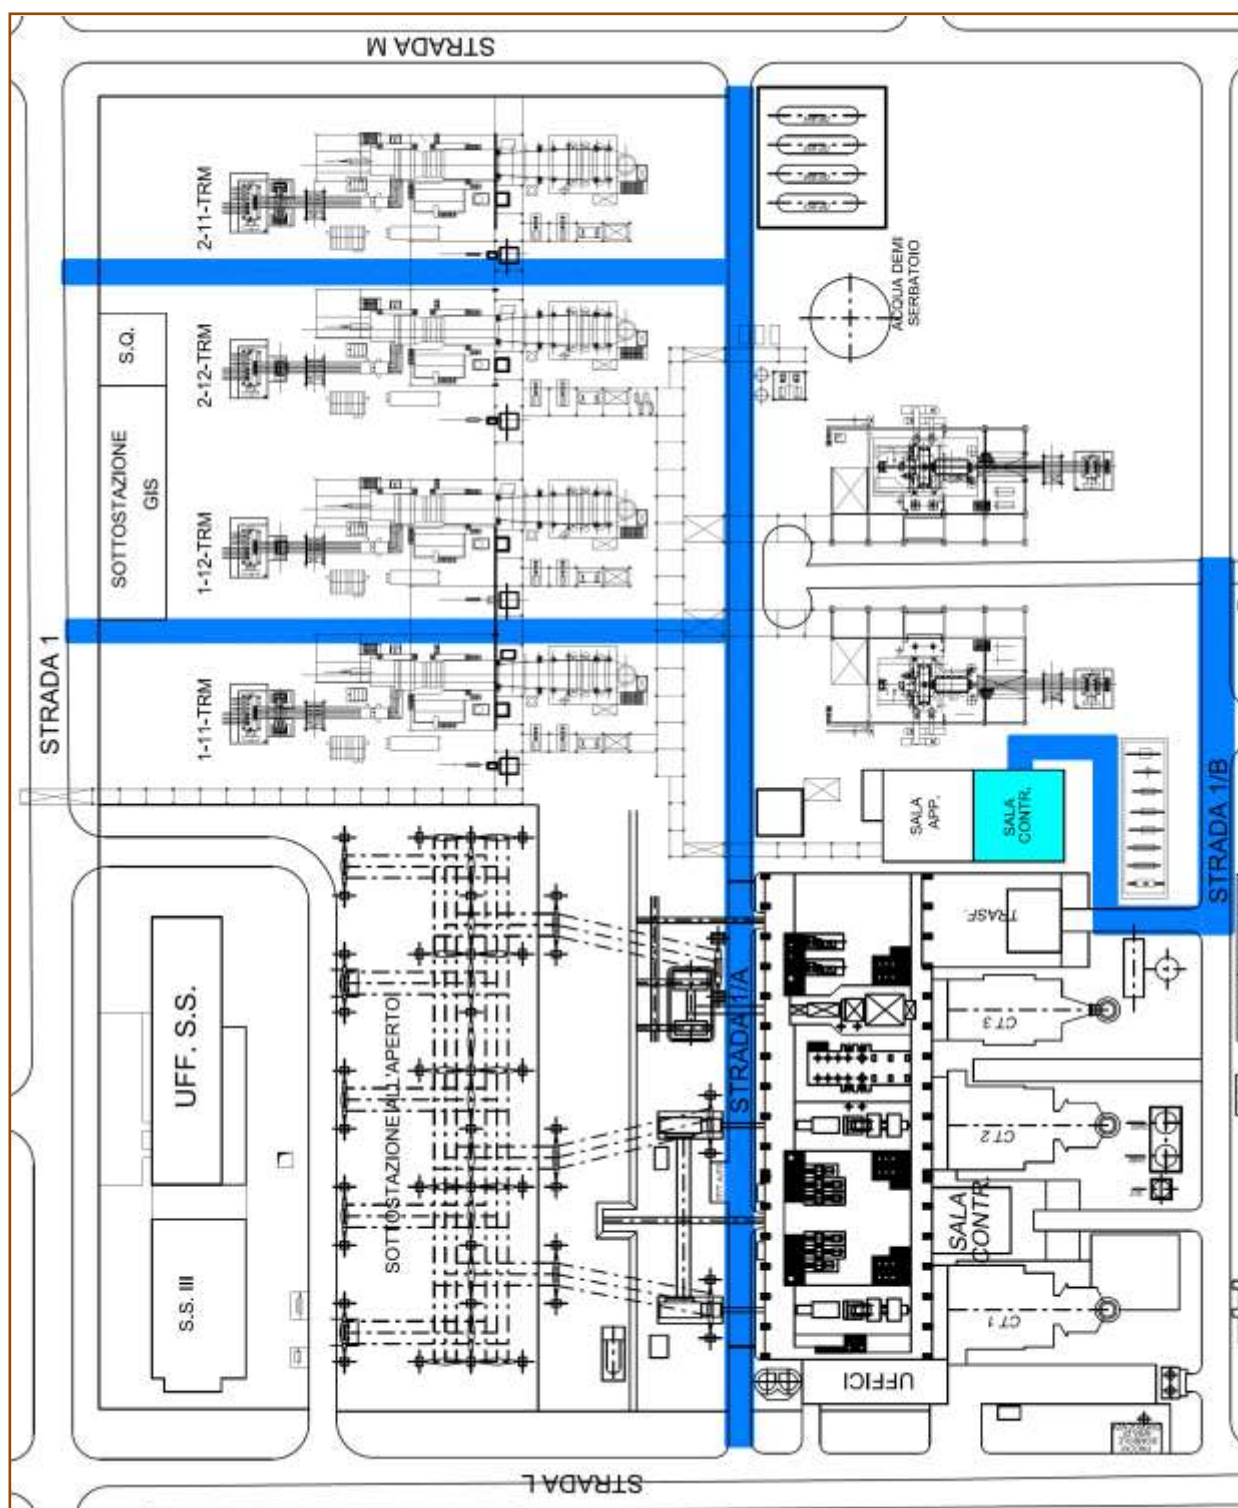 STRADA M
2-11-TRM
ACQUA DEMI
SERBATOIO
S.Q.
2-12-TRM
SOTTOSTAZIONE
GIS
1-12-TRM
STRADA 1
1-11-TRM
SALA
APP.
SALA
CONTR.
STRADA 1/B
TRASF.
UFF. S.S.
SOTTOSTAZIONE ALL'APERTO
STRADA 1/A
CT 3
CT 2
SALA
CONTR.
S.S. III
CT 1
UFFICI
STRADA L